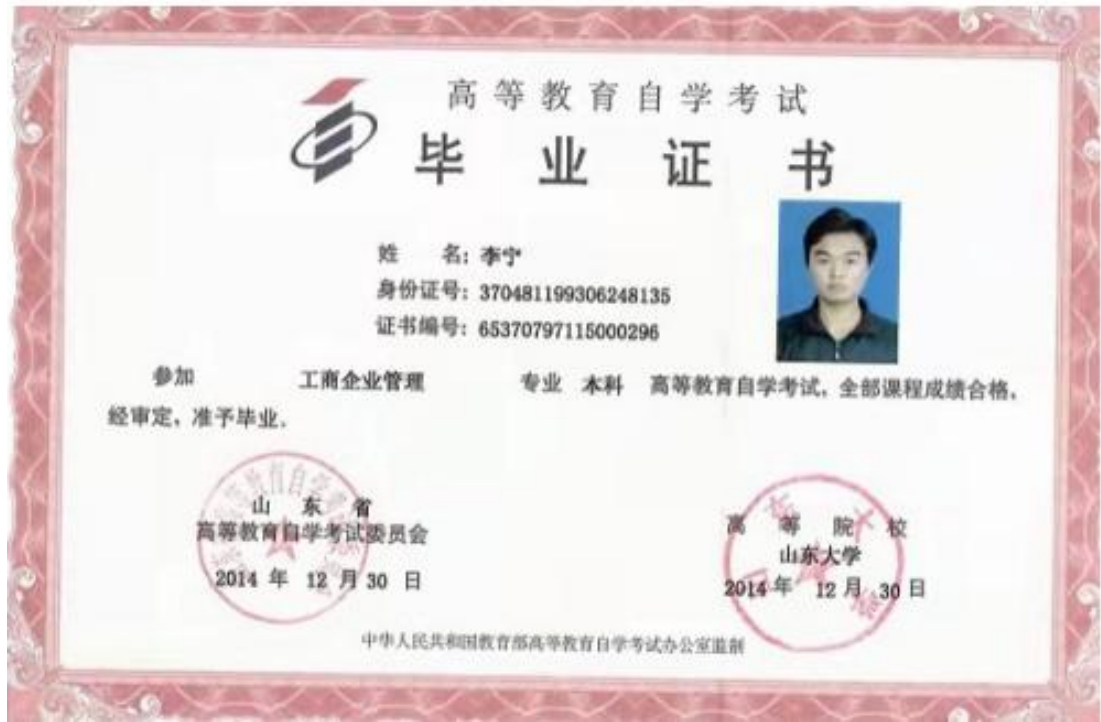 高等教育自学考试
毕业证书
姓 名：李宁
身份证号：370481199306248135
证书编号：65370797115000296
参加 工商企业管理 专业 本科 高等教育自学考试，全部课程成绩合格，
经审定，准予毕业。
山东省
高等教育自学考试委员会
2014 年 12 月 30 日
高等院校
山东大学
2014 年 12 月 30 日
中华人民共和国教育部高等教育自学考试办公室监制